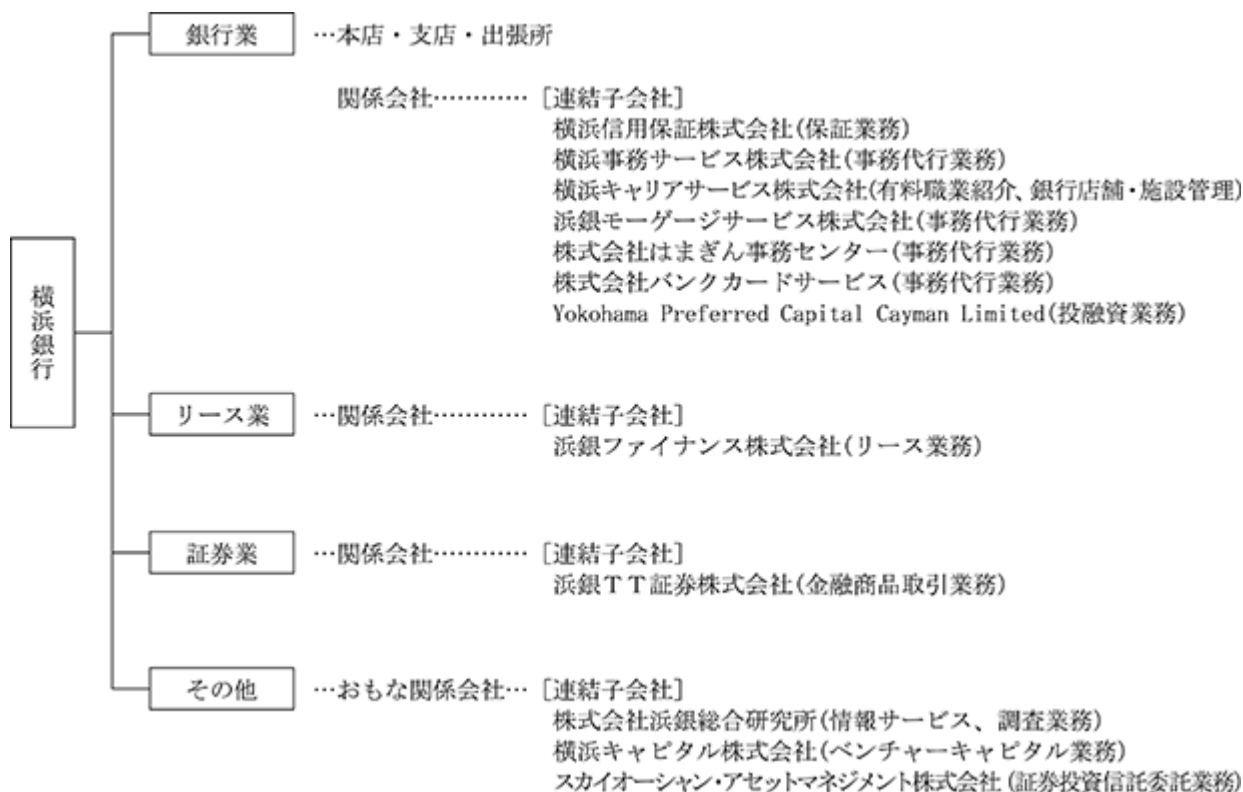 銀行業 …本店・支店・出張所
関係会社………… [連結子会社]
横浜信用保証株式会社(保証業務)
横浜事務サービス株式会社(事務代行業務)
横浜キャリアサービス株式会社(有料職業紹介、銀行店舗・施設管理)
浜銀モーゲージサービス株式会社(事務代行業務)
株式会社はまぎん事務センター(事務代行業務)
株式会社バンクカードサービス(事務代行業務)
Yokohama Preferred Capital Cayman Limited(投融資業務)
横浜銀行
リース業 …関係会社………… [連結子会社]
浜銀ファイナンス株式会社(リース業務)
証券業 …関係会社………… [連結子会社]
浜銀TT証券株式会社(金融商品取引業務)
その他 …おもな関係会社… [連結子会社]
株式会社浜銀総合研究所(情報サービス、調査業務)
横浜キャピタル株式会社(ベンチャーキャピタル業務)
スカイオーシャン・アセットマネジメント株式会社(証券投資信託委託業務)